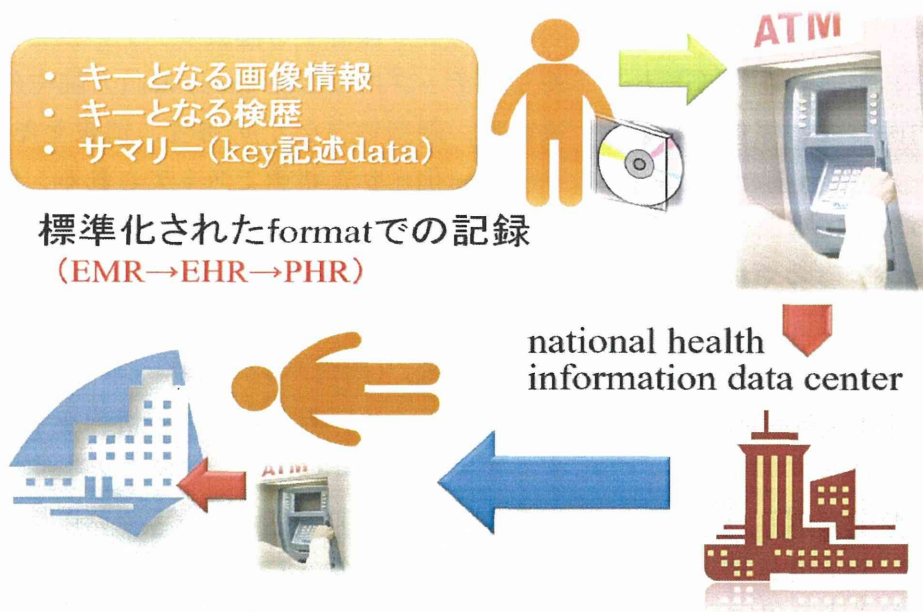 ATM
• キーとなる画像情報
• キーとなる検歴
• サマリー(key記述data)
標準化されたformatでの記録
(EMR→EHR→PHR)
national health
information data center
ATM